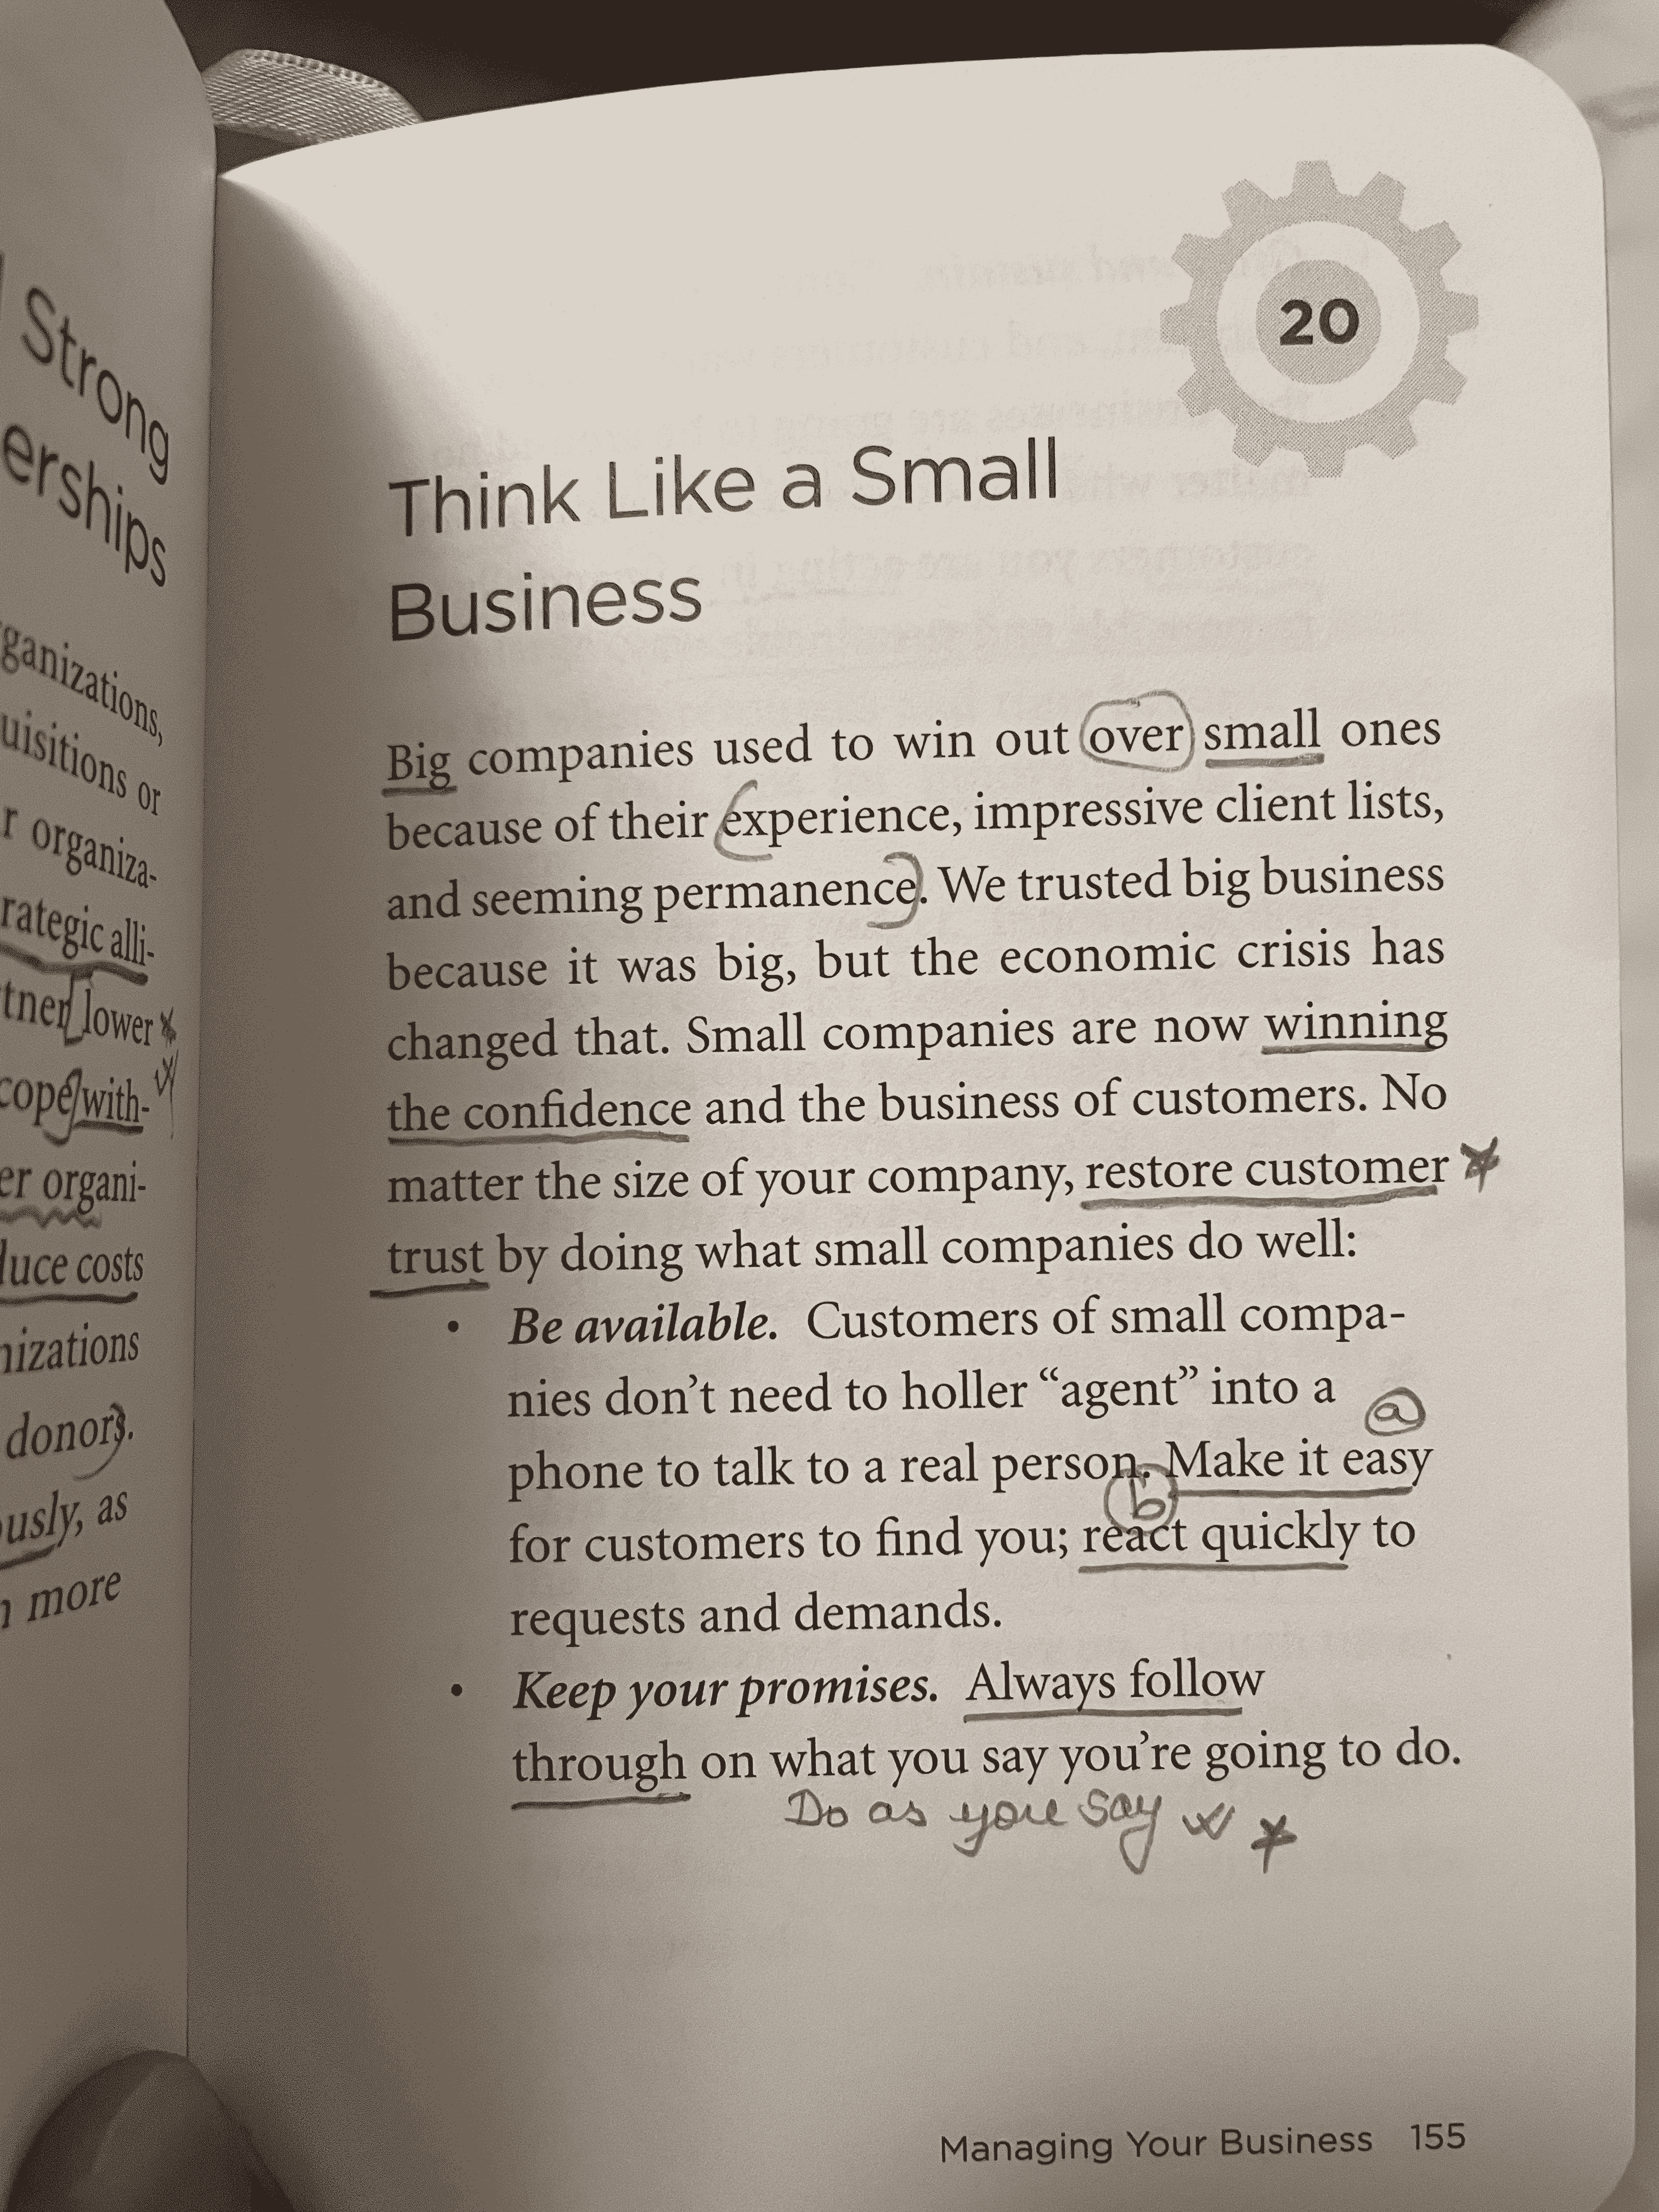 Strong
erships
ganizations,
uisitions or
r organiza-
rategic alli-
tner lower
cope with-
er organi-
duce costs
nizations
donors.
ously, as
n more
20
Think Like a Small
Business
Big companies used to win out over small ones
because of their experience, impressive client lists,
and seeming permanence. We trusted big business
because it was big, but the economic crisis has
changed that. Small companies are now winning
the confidence and the business of customers. No
matter the size of your company, restore customer
trust by doing what small companies do well:
• Be available. Customers of small compa-
nies don’t need to holler “agent” into a
a
phone to talk to a real person. Make it easy
b
for customers to find you; react quickly to
requests and demands.
• Keep your promises. Always follow
through on what you say you’re going to do.
Do as you say
Managing Your Business 155